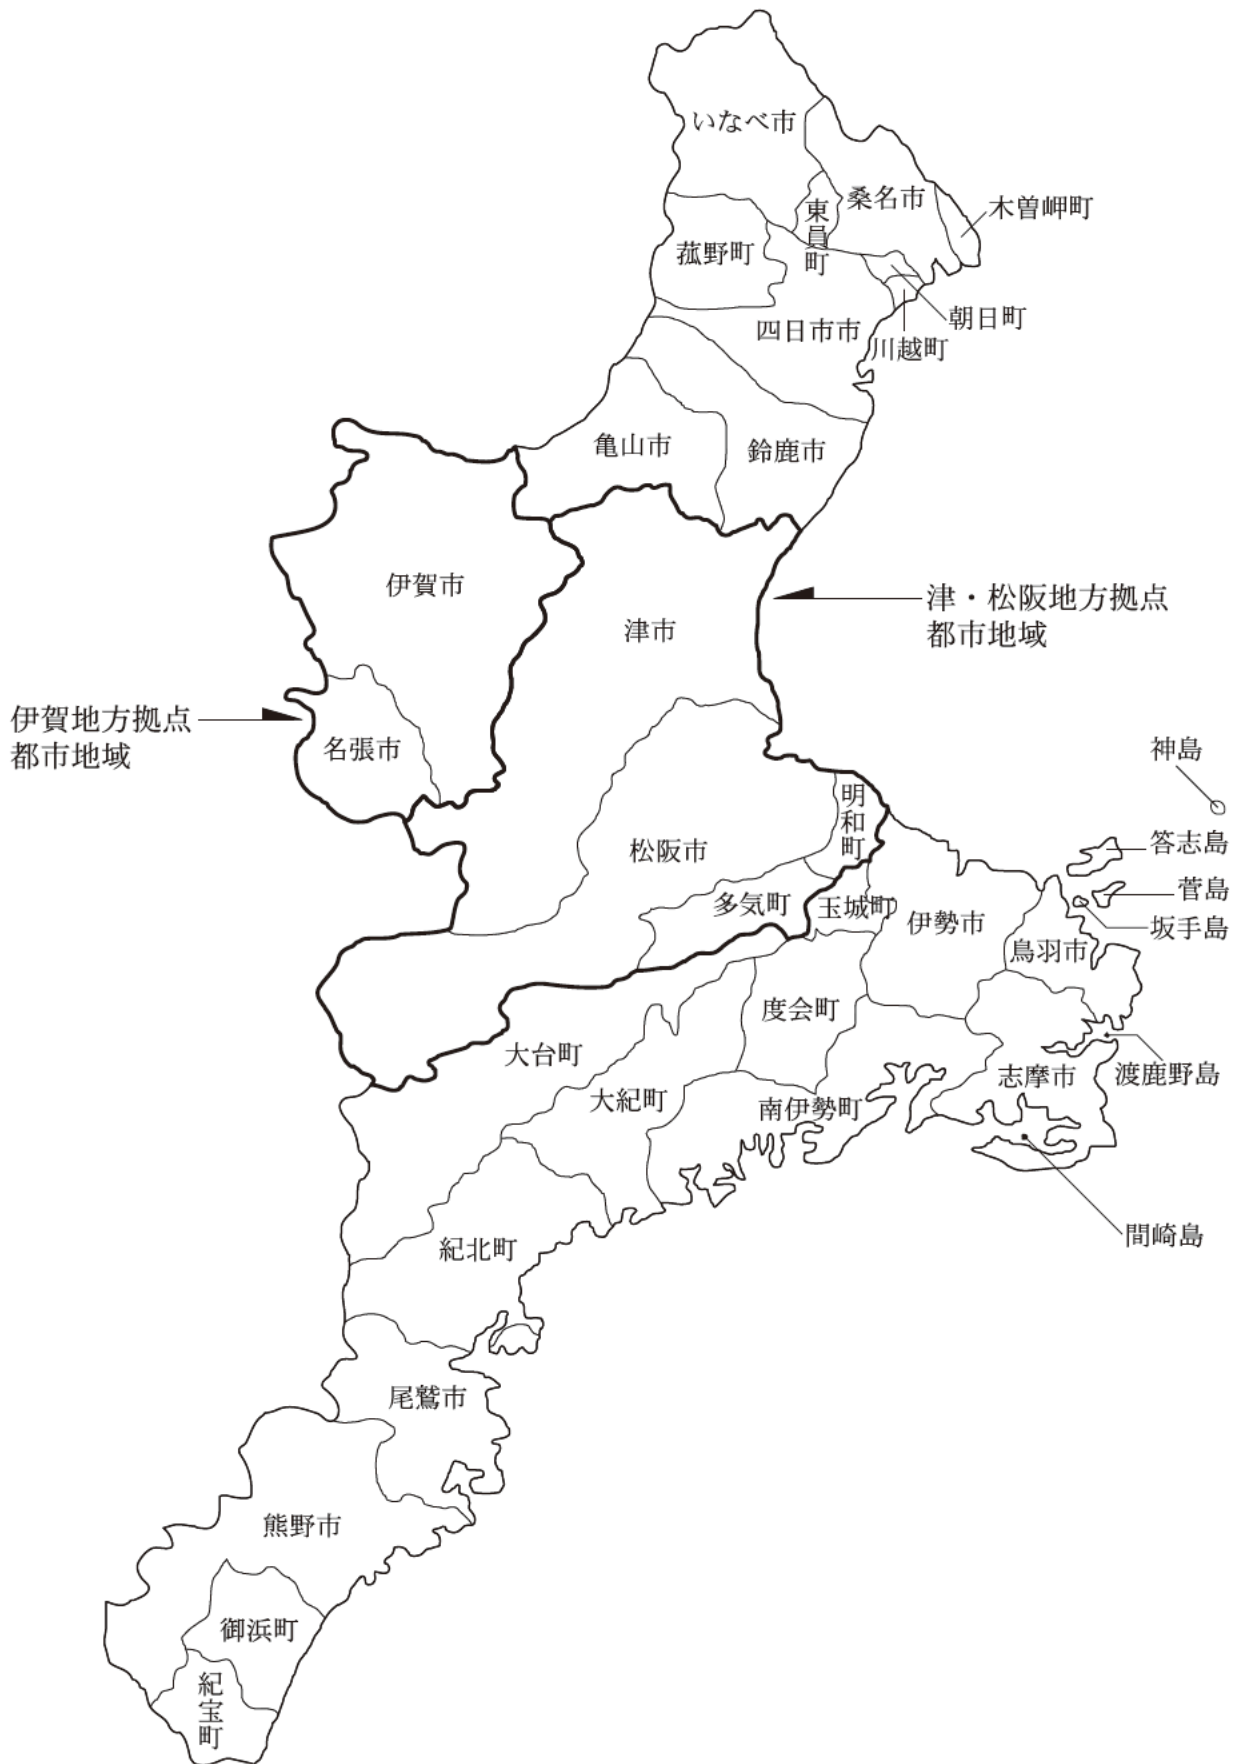 いなべ市
桑名市
木曽岬町
東員町
菰野町
朝日町
四日市市
川越町
亀山市
鈴鹿市
伊賀市
津・松阪地方拠点
都市地域
津市
伊賀地方拠点
都市地域
名張市
神島
明和町
答志島
松阪市
菅島
多気町
玉城町
伊勢市
坂手島
鳥羽市
度会町
大台町
志摩市
渡鹿野島
大紀町
南伊勢町
間崎島
紀北町
尾鷲市
熊野市
御浜町
紀宝町